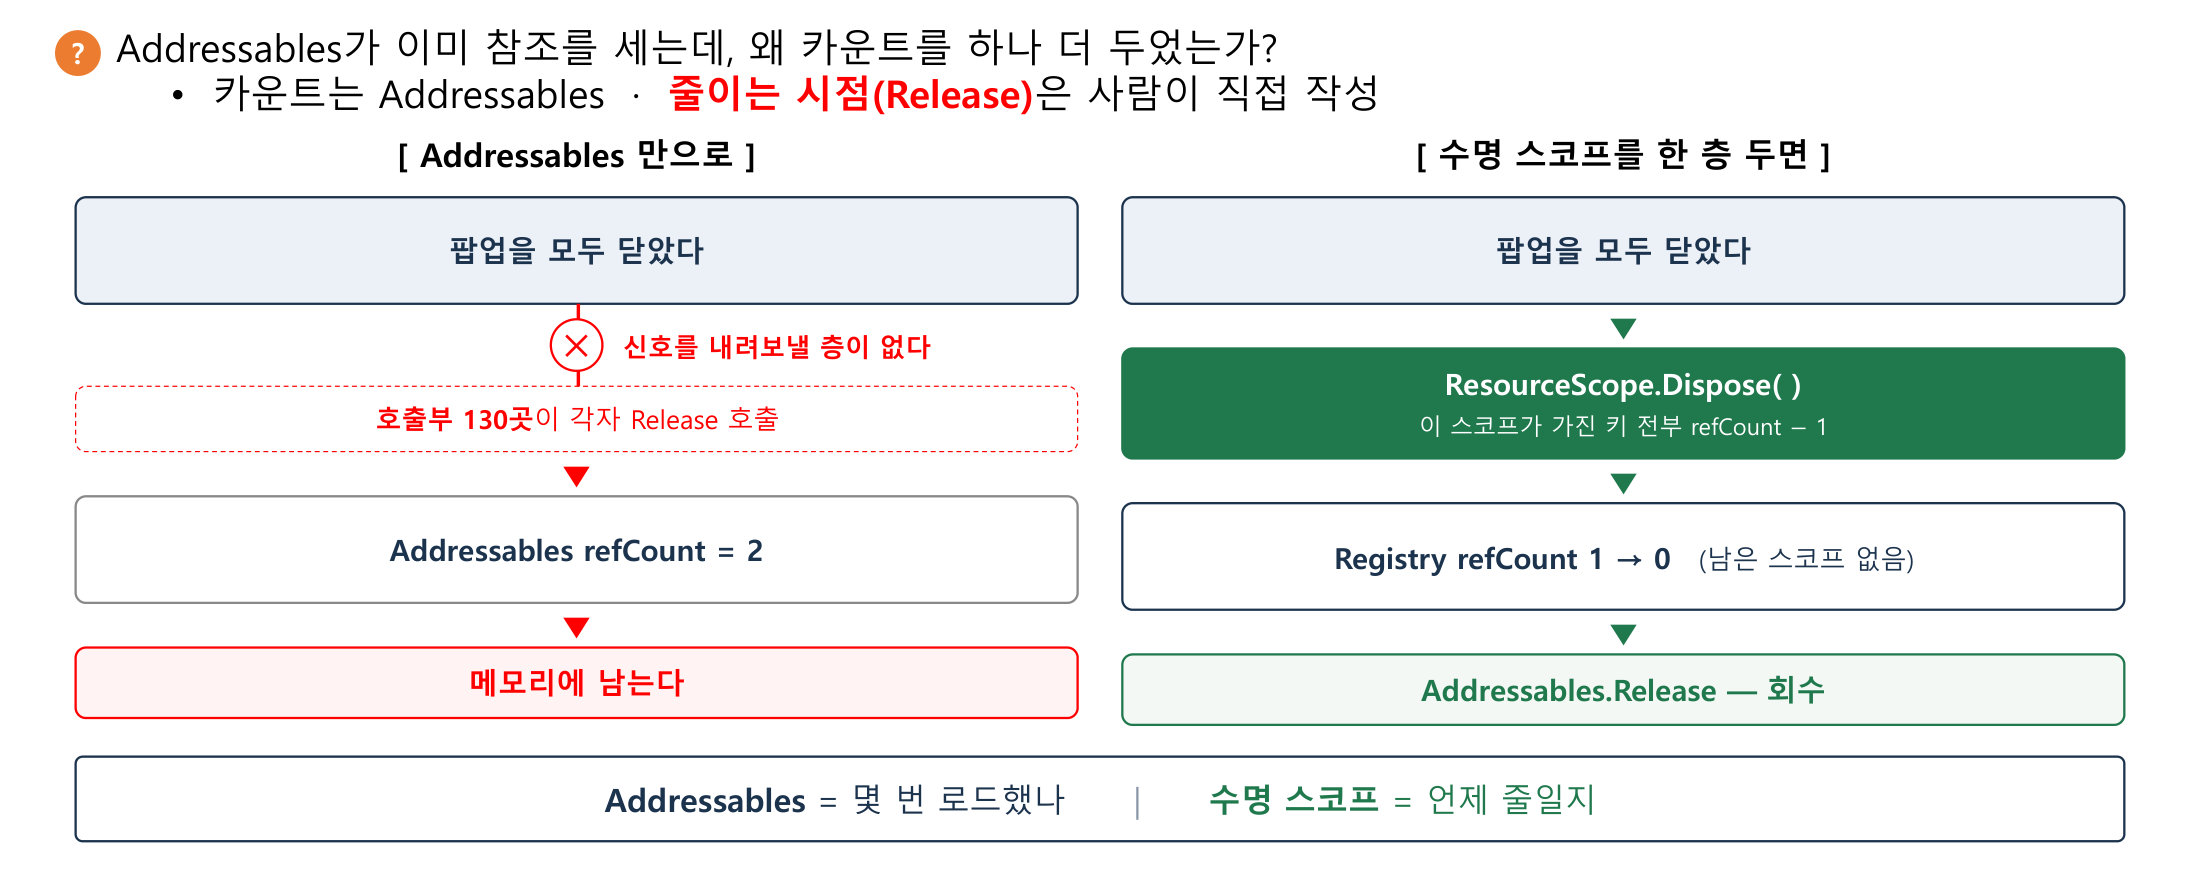 ? Addressables가 이미 참조를 세는데, 왜 카운트를 하나 더 두었는가?
• 카운트는 Addressables · 줄이는 시점(Release)은 사람이 직접 작성
[ Addressables 만으로 ]
팝업을 모두 닫았다
신호를 내려보낼 층이 없다
호출부 130곳이 각자 Release 호출
Addressables refCount = 2
메모리에 남는다
[ 수명 스코프를 한 층 두면 ]
팝업을 모두 닫았다
ResourceScope.Dispose( )
이 스코프가 가진 키 전부 refCount − 1
Registry refCount 1 → 0 (남은 스코프 없음)
Addressables.Release — 회수
Addressables = 몇 번 로드했나 | 수명 스코프 = 언제 줄일지